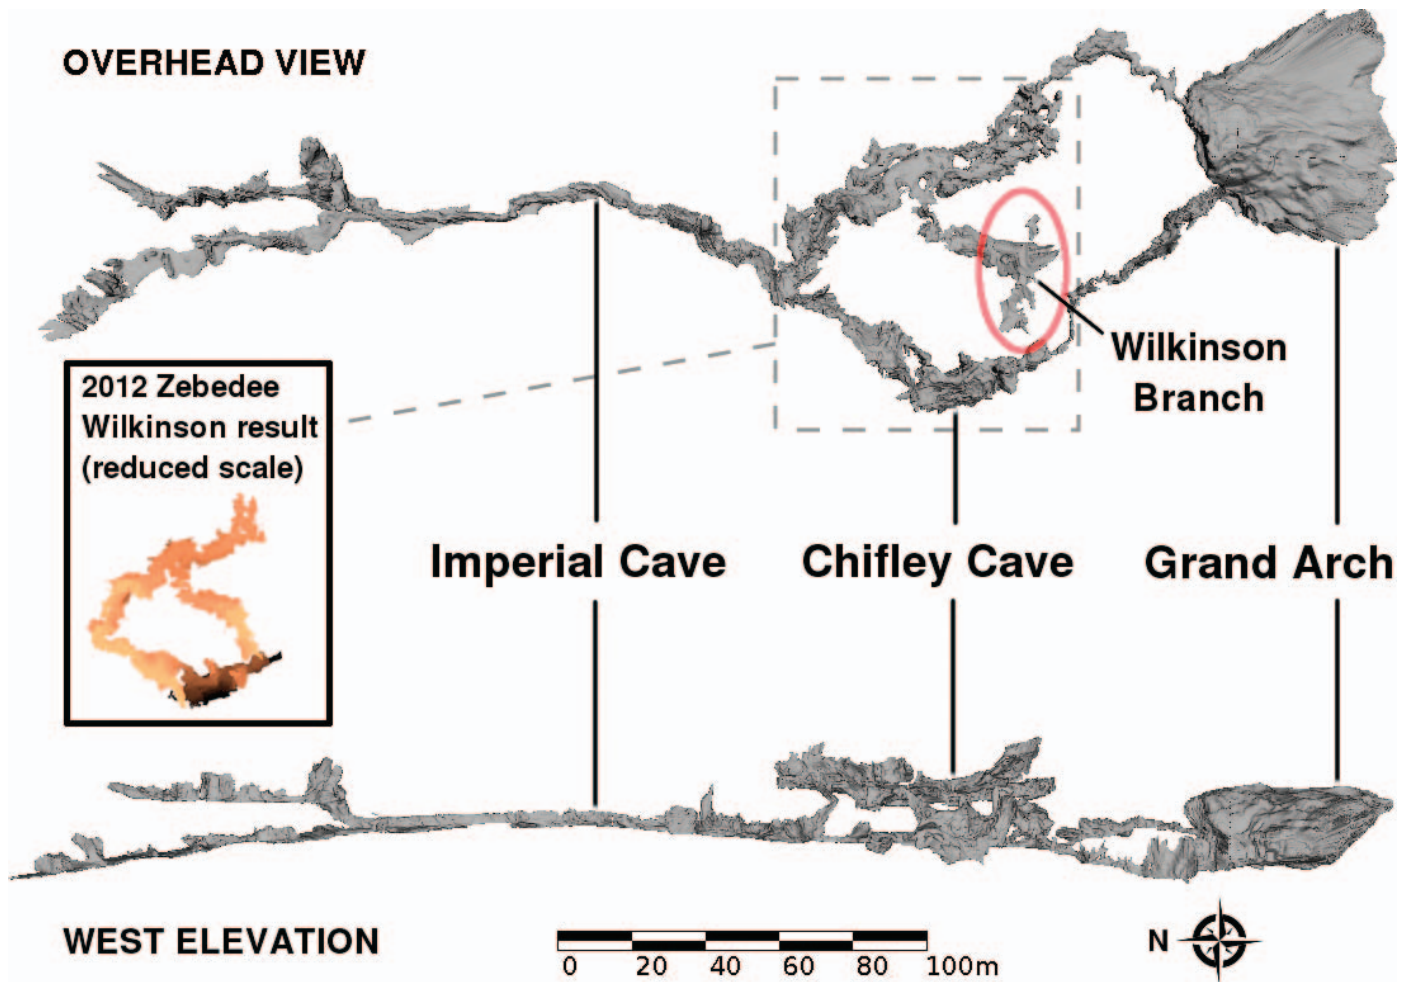 OVERHEAD VIEW
Wilkinson
Branch
2012 Zebedee
Wilkinson result
(reduced scale)
Imperial Cave
Chifley Cave
Grand Arch
WEST ELEVATION
0 20 40 60 80 100m
N